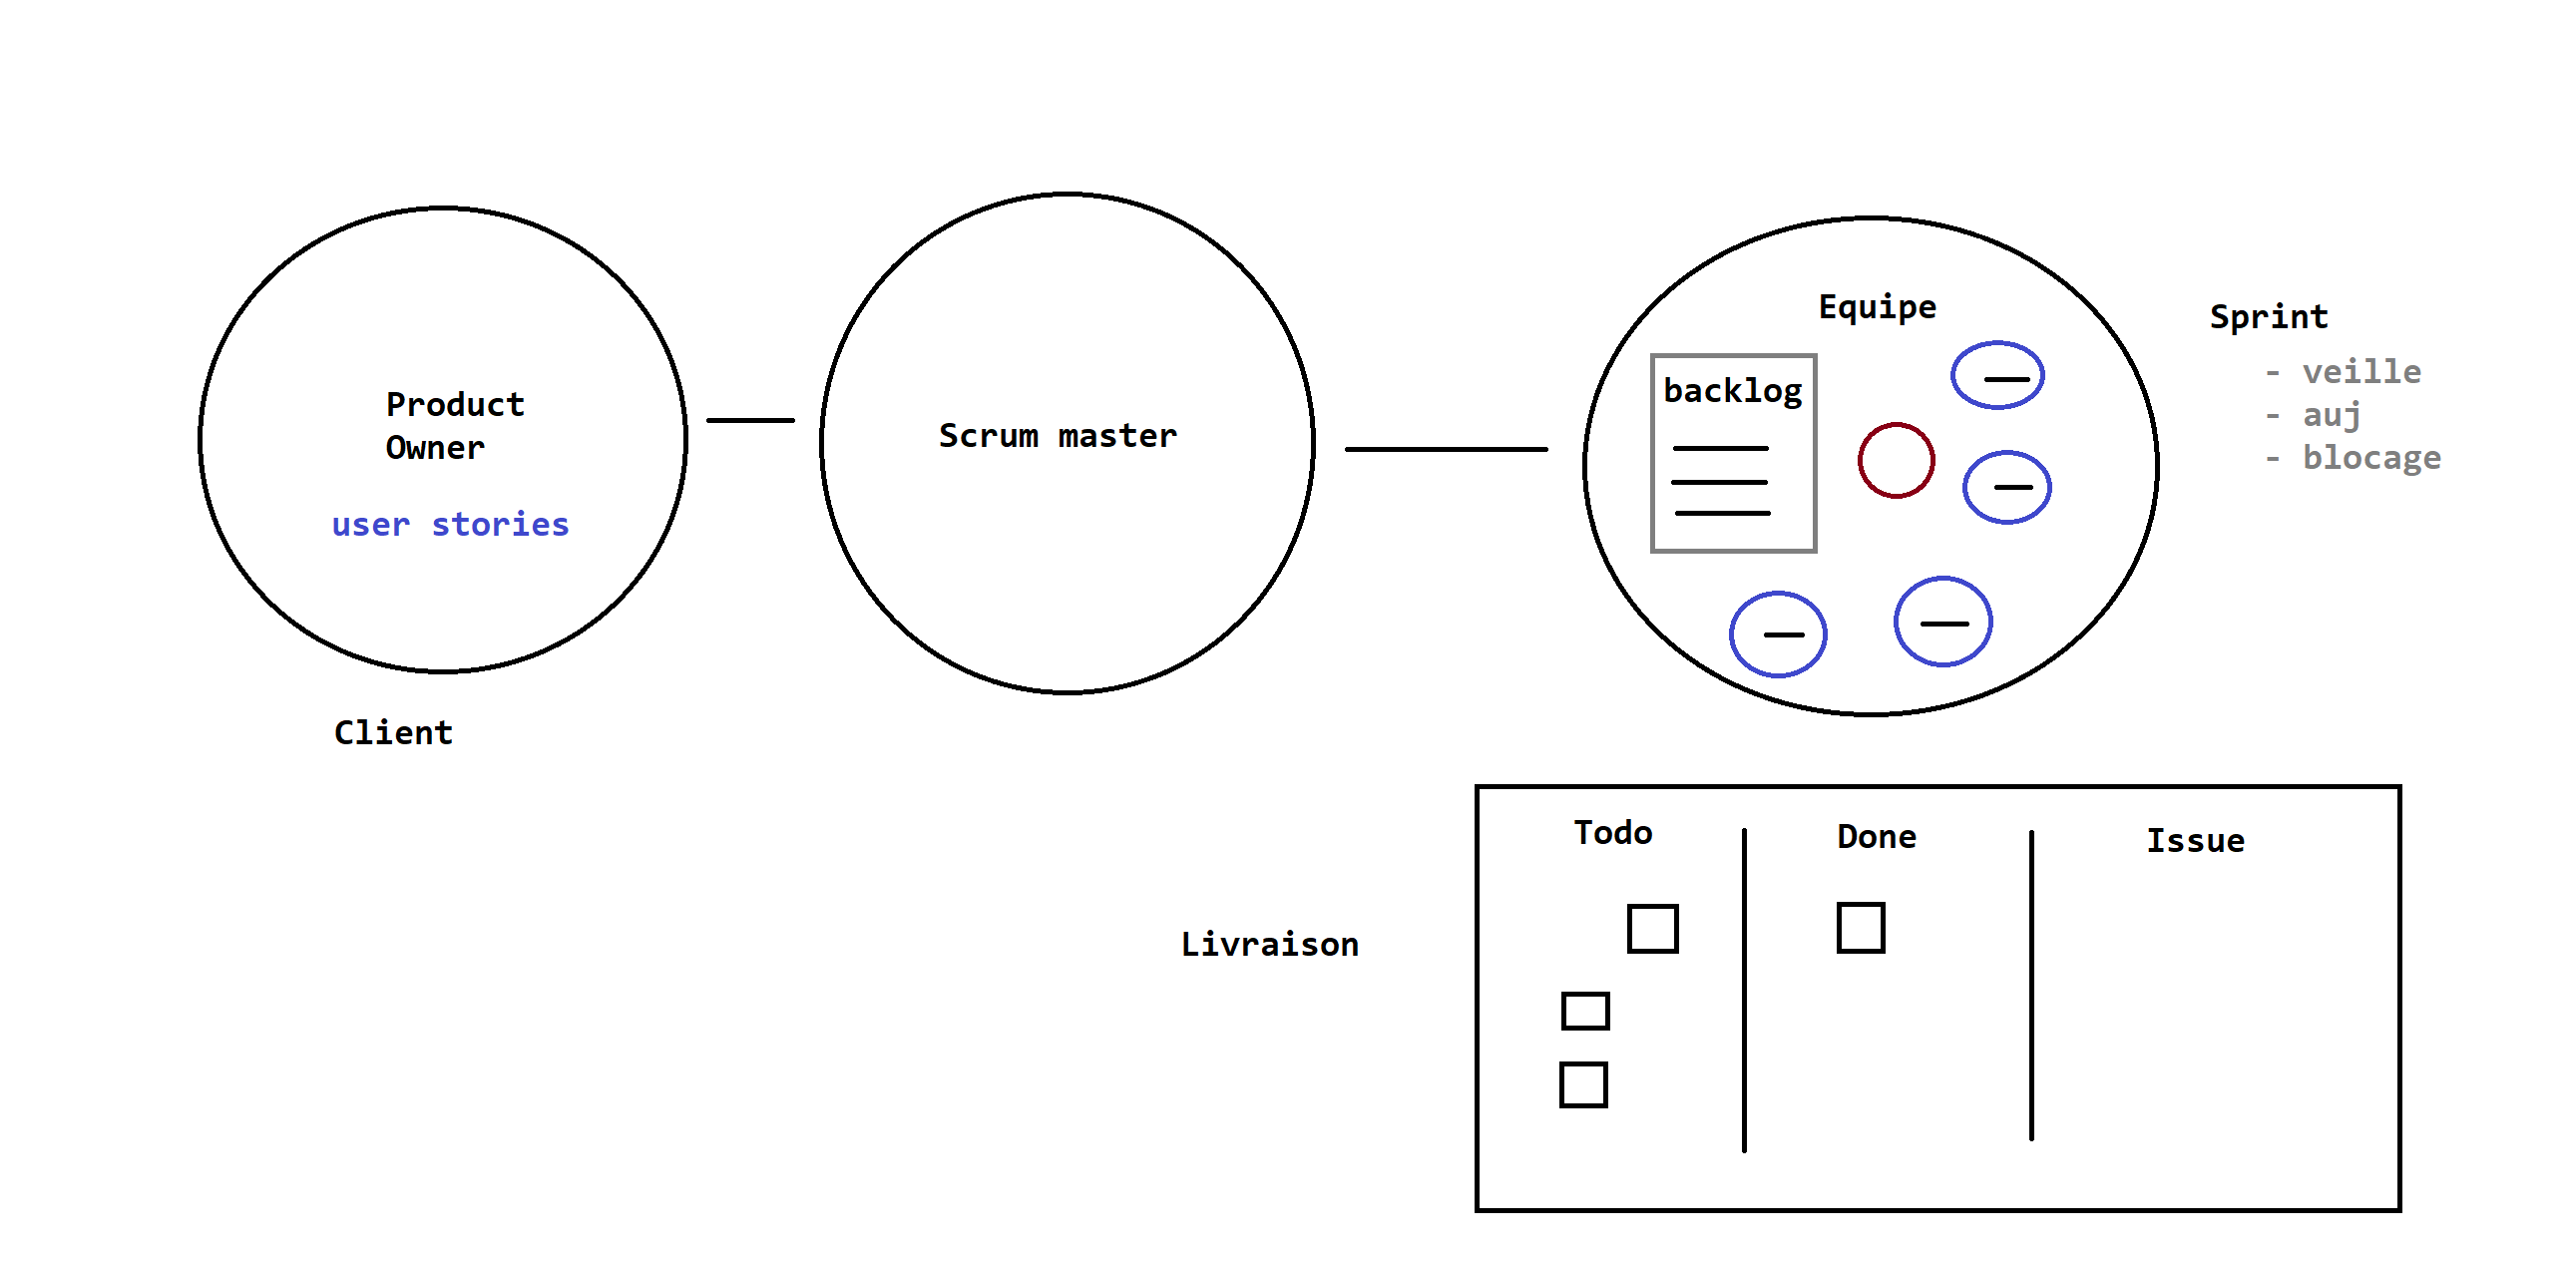 Product
Owner
user stories
Client
Scrum master
Equipe
backlog
Sprint
- veille
- auj
- blocage
Livraison
Todo
Done
Issue